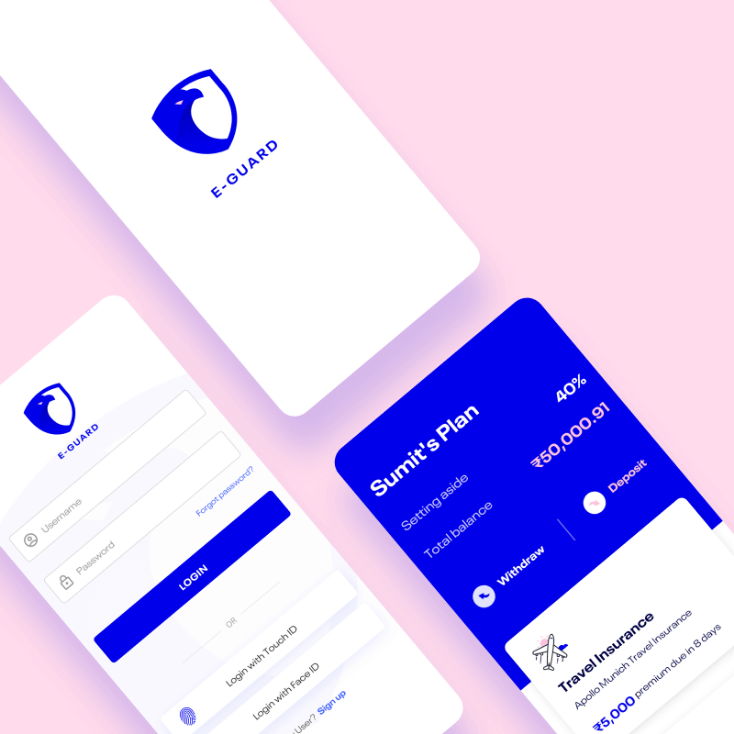 E-GUARD
E-GUARD
Username
Password
Forgot password?
LOGIN
OR
Login with Touch ID
Login with Face ID
User? Sign up
Sumit's Plan
Setting aside 40%
Total balance ₹50,000.91
Withdraw Deposit
Travel Insurance
Apollo Munich Travel Insurance
₹5,000 premium due in 8 days